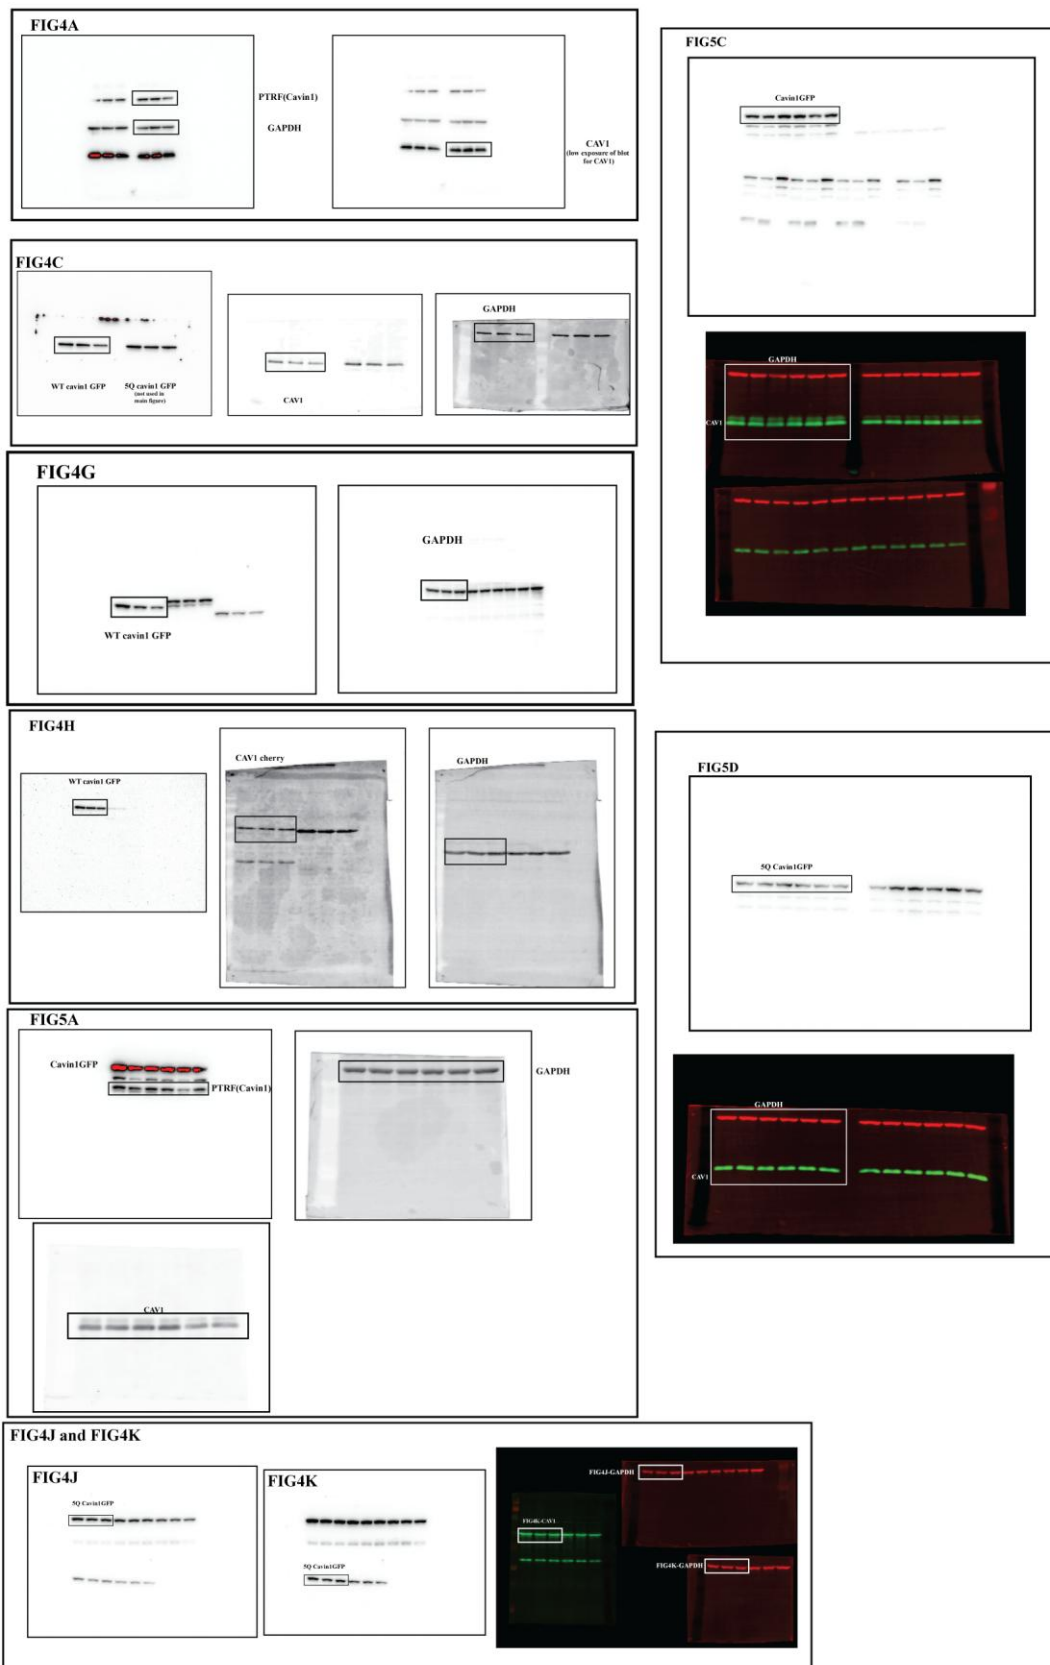 FIG4A
PTRF(Cavin1)
GAPDH
CAV1
(low exposure of blot
for CAV1)
FIG4C
WT cavin1 GFP
5Q cavin1 GFP
(not used in
main figure)
CAV1
GAPDH
FIG4G
WT cavin1 GFP
GAPDH
FIG4H
WT cavin1 GFP
CAV1 cherry
GAPDH
FIG5A
Cavin1GFP
PTRF(Cavin1)
GAPDH
CAV1
FIG4J and FIG4K
FIG4J
5Q Cavin1GFP
FIG4K
5Q Cavin1GFP
FIG4J-GAPDH
FIG4K-CAV1
FIG4K-GAPDH
FIG5C
Cavin1GFP
GAPDH
CAV1
FIG5D
5Q Cavin1GFP
GAPDH
CAV1